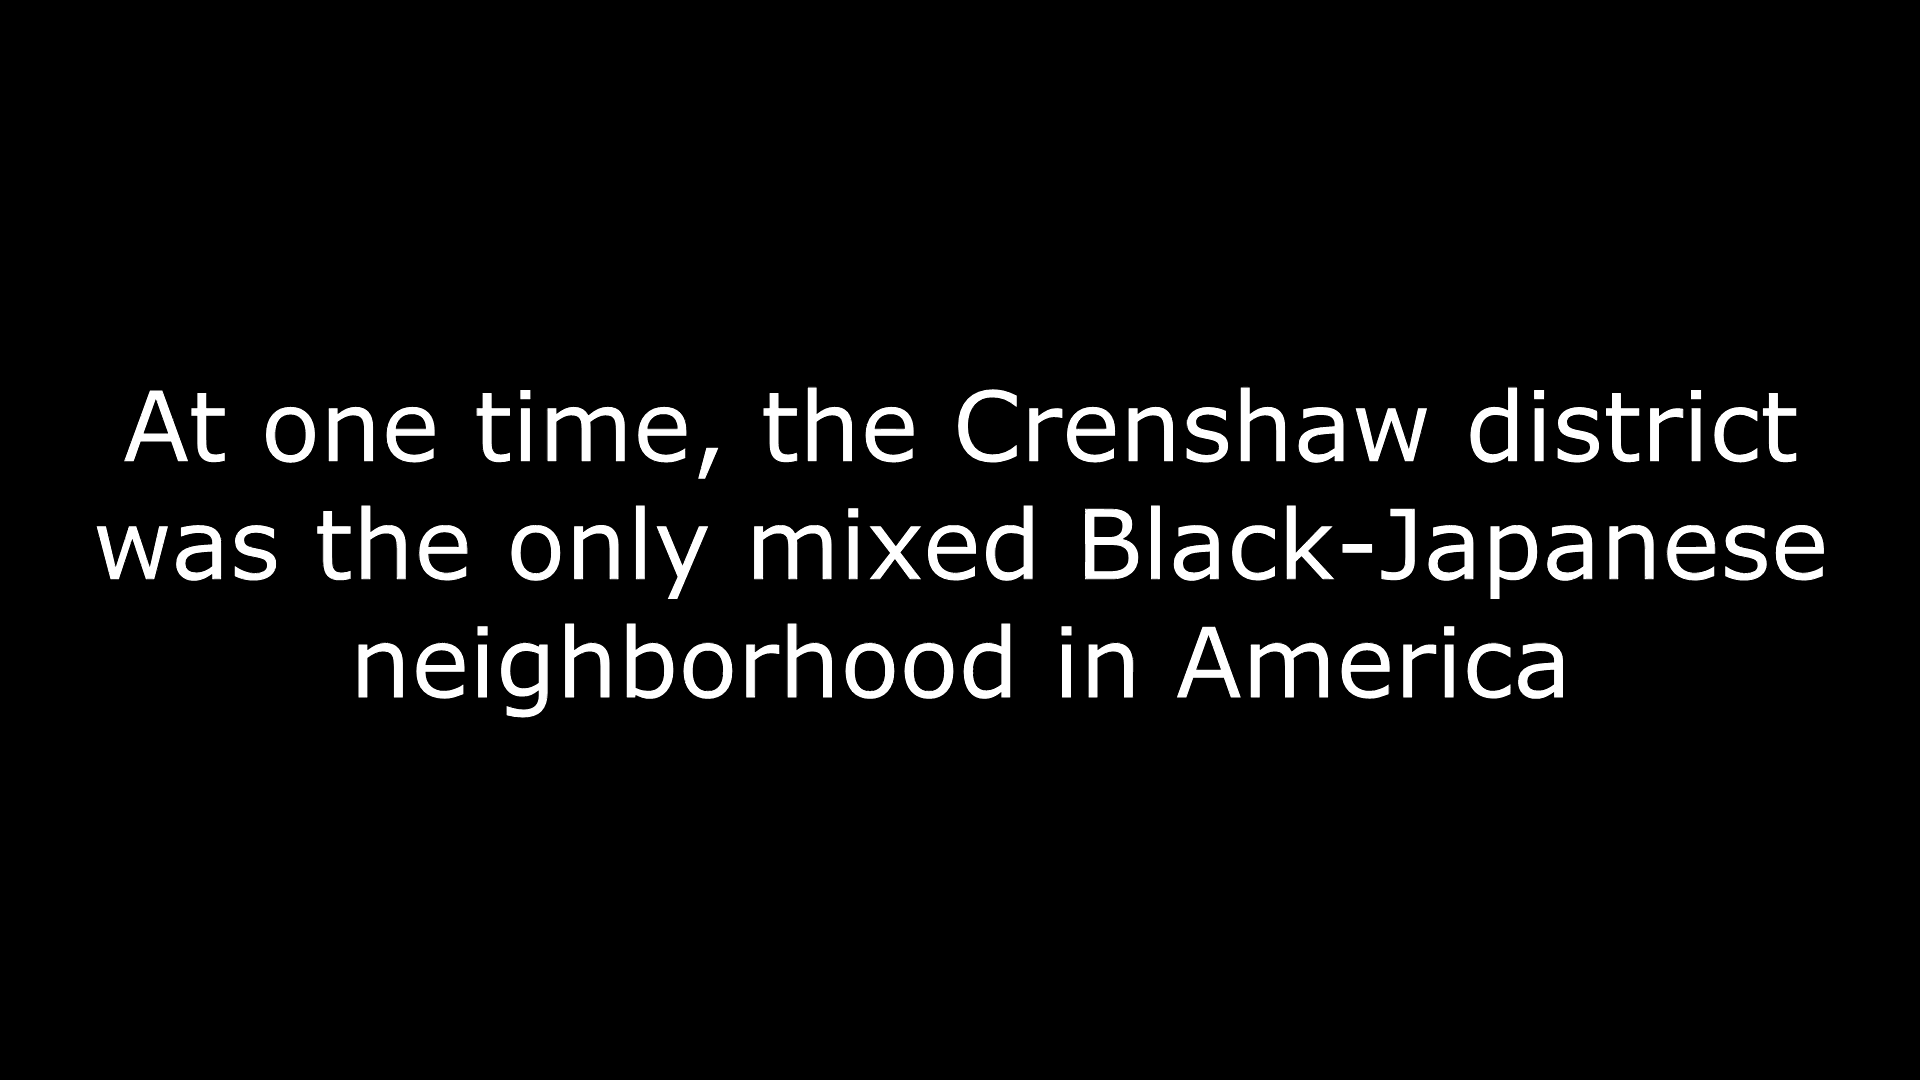 At one time, the Crenshaw district
was the only mixed Black-Japanese
neighborhood in America